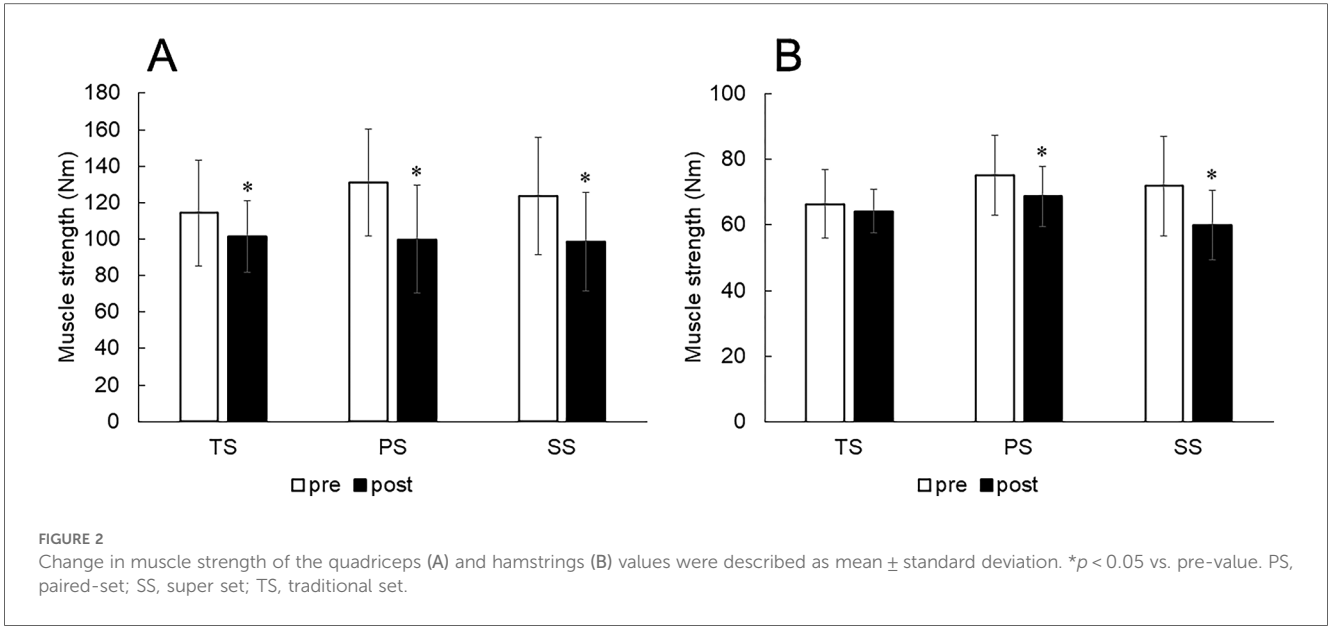 A
Muscle strength (Nm)
180
160
140
120
100
80
60
40
20
0
*
*
*
TS PS SS
pre post
B
Muscle strength (Nm)
100
80
60
40
20
0
*
*
TS PS SS
pre post
FIGURE 2
Change in muscle strength of the quadriceps (A) and hamstrings (B) values were described as mean ± standard deviation. *p < 0.05 vs. pre-value. PS,
paired-set; SS, super set; TS, traditional set.